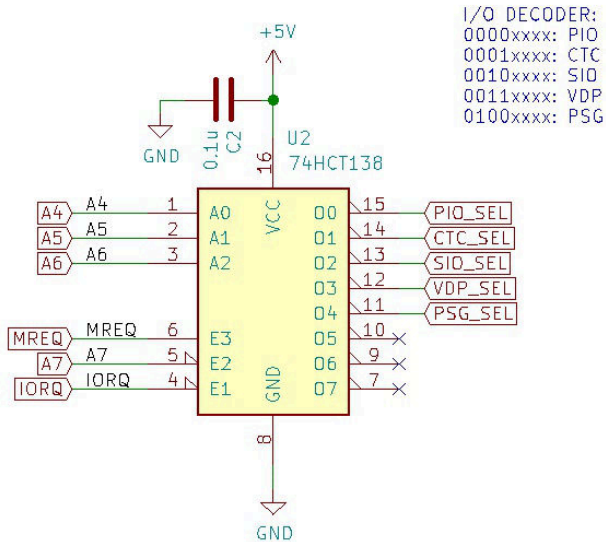 I/O DECODER:
0000xxxx: PIO
0001xxxx: CTC
0010xxxx: SIO
0011xxxx: VDP
0100xxxx: PSG
+5V
GND
0.1u
C2
U2
74HCT138
16
VCC
A4 A4 1 A0
A5 A5 2 A1
A6 A6 3 A2
MREQ MREQ 6 E3
A7 A7 5 E2
IORQ IORQ 4 E1
O0 15 PIO_SEL
O1 14 CTC_SEL
O2 13 SIO_SEL
O3 12 VDP_SEL
O4 11 PSG_SEL
O5 10
O6 9
O7 7
GND
8
GND